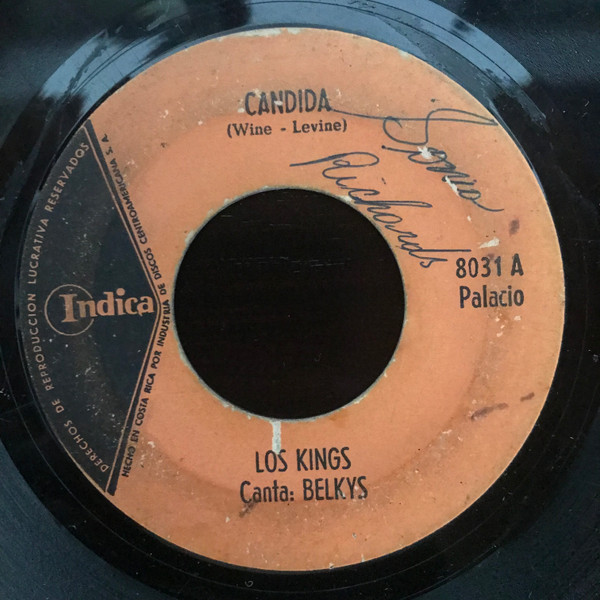 CANDIDA
(Wine - Levine)
Sonia
Richards
8031 A
Palacio
Indica
DERECHOS DE REPRODUCCION LUCRATIVA RESERVADOS
HECHO EN COSTA RICA POR INDUSTRIA DE DISCOS CENTROAMERICANA S. A.
LOS KINGS
Canta: BELKYS